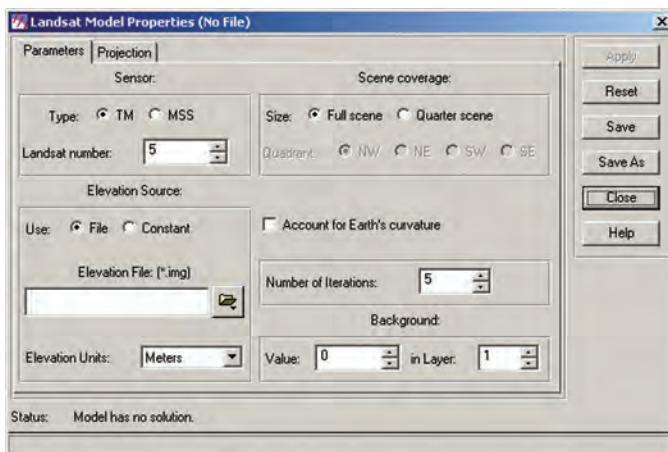 Landsat Model Properties (No File)
Parameters
Projection
Sensor:
Type: TM MSS
Landsat number: 5
Scene coverage:
Size: Full scene Quarter scene
Quadrant: NW NE SW SE
Elevation Source:
Use: File Constant
Elevation File: (*.img)
Elevation Units: Meters
Account for Earth's curvature
Number of Iterations: 5
Background:
Value: 0 in Layer: 1
Apply
Reset
Save
Save As
Close
Help
Status: Model has no solution.